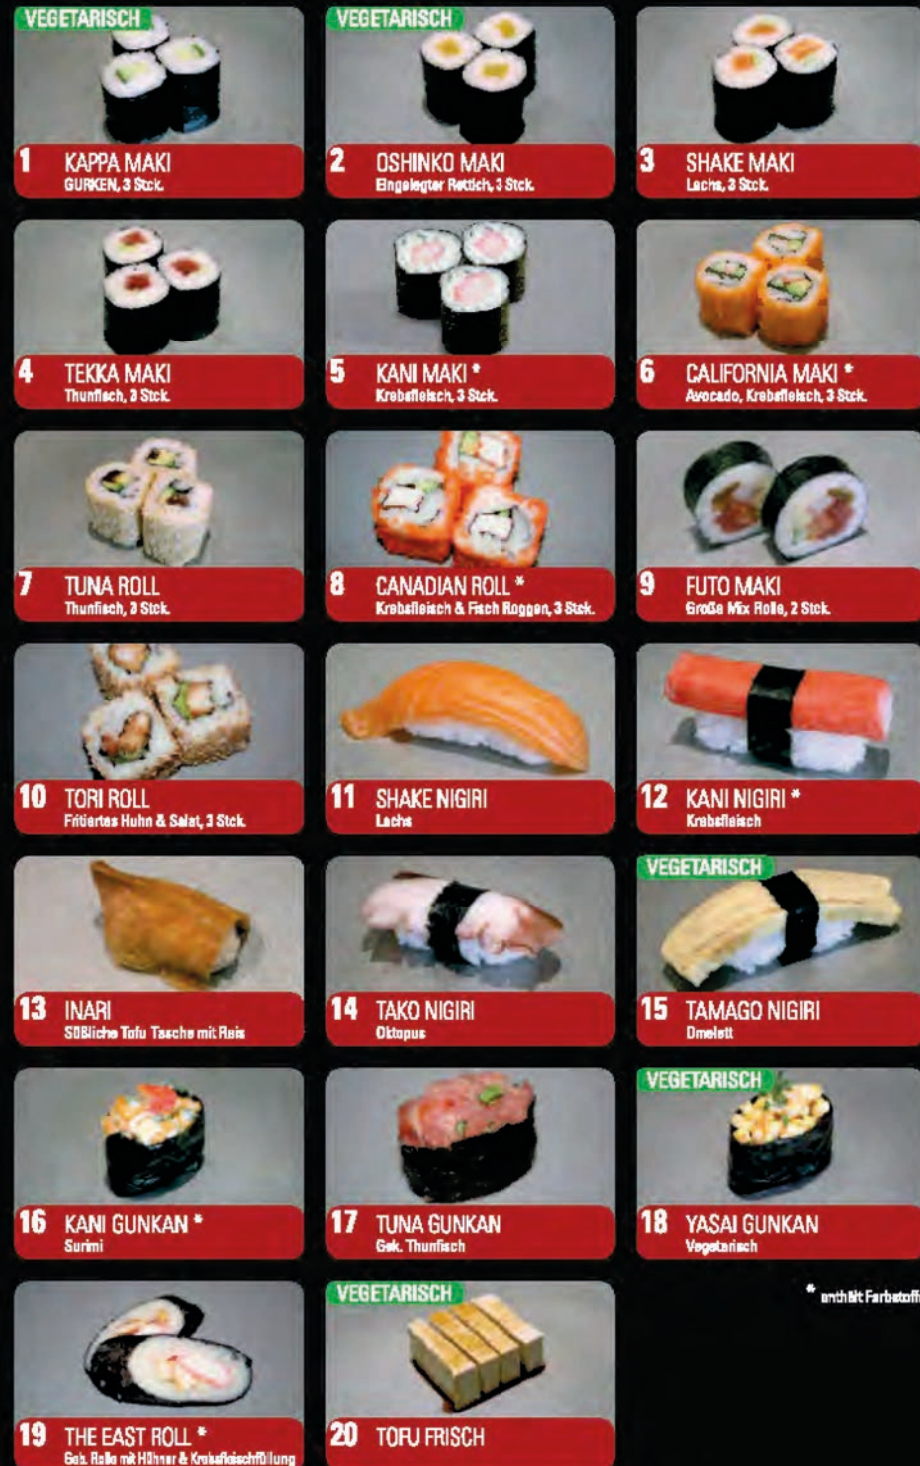 VEGETARISCH
1 KAPPA MAKI
GURKEN, 3 Stck.
VEGETARISCH
2 OSHINKO MAKI
Eingelegter Rettich, 3 Stck.
3 SHAKE MAKI
Lachs, 3 Stck.
4 TEKKA MAKI
Thunfisch, 3 Stck.
5 KANI MAKI *
Krebsfleisch, 3 Stck.
6 CALIFORNIA MAKI *
Avocado, Krebsfleisch, 3 Stck.
7 TUNA ROLL
Thunfisch, 3 Stck.
8 CANADIAN ROLL *
Krebsfleisch & Fisch Roggen, 3 Stck.
9 FUTO MAKI
Große Mix Rolle, 2 Stck.
10 TORI ROLL
Fritiertes Huhn & Salat, 3 Stck.
11 SHAKE NIGIRI
Lachs
12 KANI NIGIRI *
Krebsfleisch
13 INARI
Süßliche Tofu Tasche mit Reis
14 TAKO NIGIRI
Oktopus
VEGETARISCH
15 TAMAGO NIGIRI
Omelett
16 KANI GUNKAN *
Surimi
17 TUNA GUNKAN
Gek. Thunfisch
VEGETARISCH
18 YASAI GUNKAN
Vegetarisch
* enthält Farbstoff
19 THE EAST ROLL *
Geb. Rolle mit Hühner & Krebsfleischfüllung
VEGETARISCH
20 TOFU FRISCH